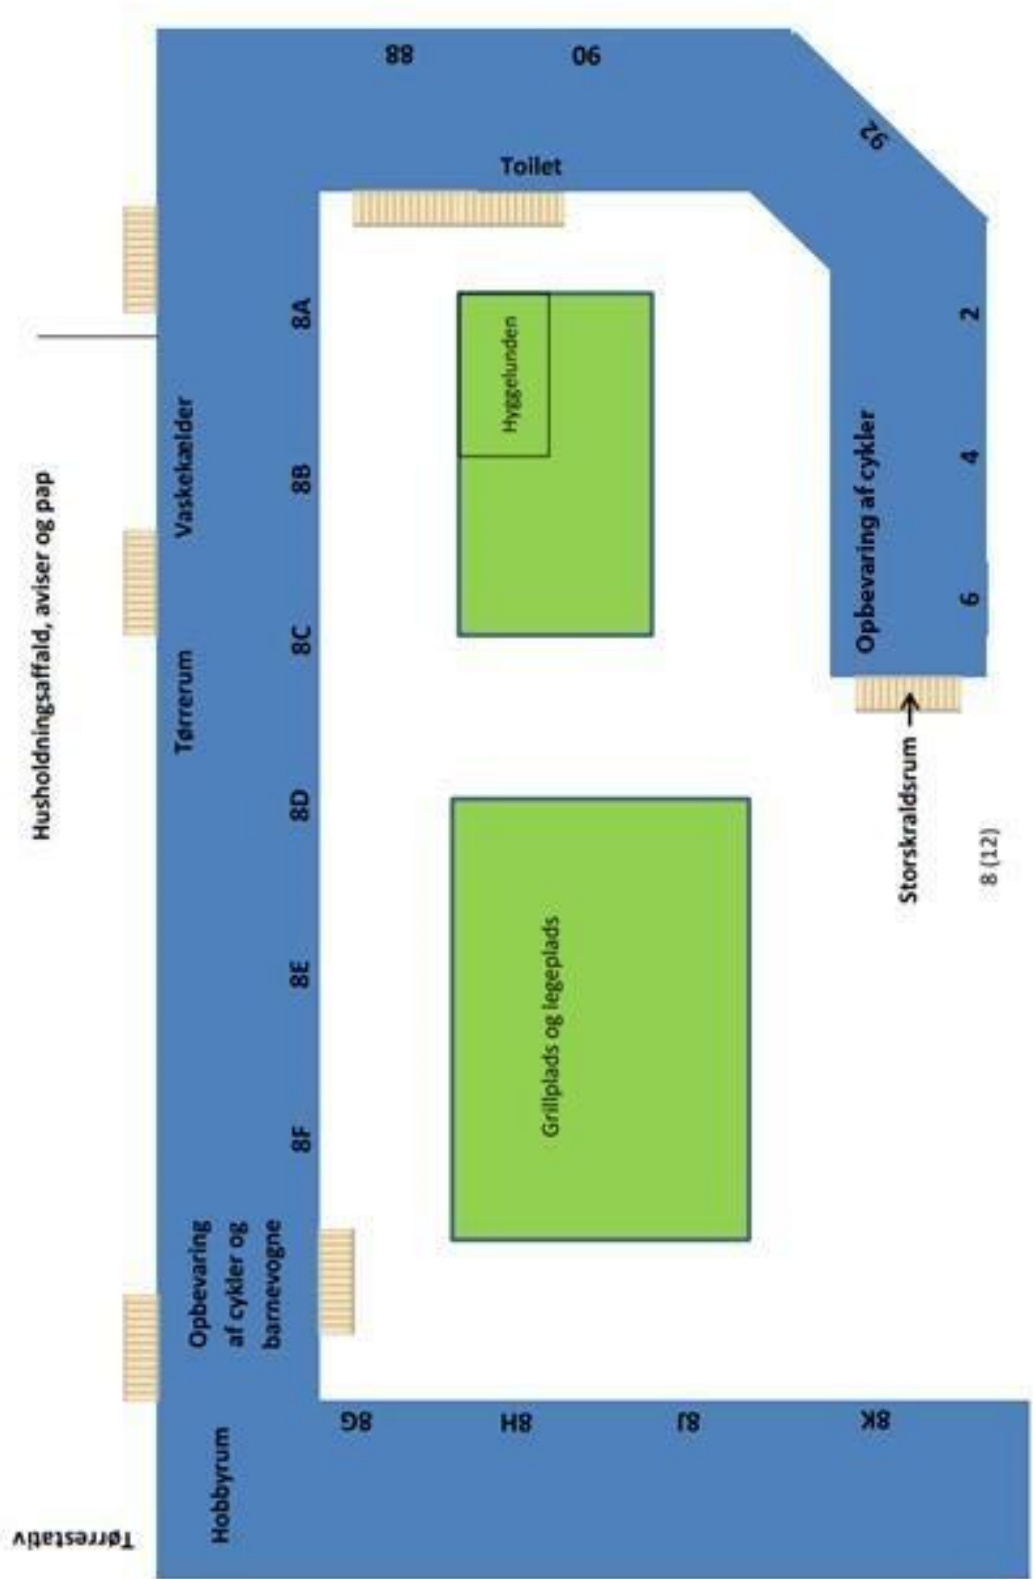 88
90
92
Toilet
8A
8B
8C
8D
8E
8F
Hyggelunden
Vaskekælder
Tørrerum
Husholdningsaffald, aviser og pap
2
4
6
Opbevaring af cykler
Storskraldsrum
8 (12)
Grillplads og legeplads
Opbevaring
af cykler og
barnevogne
8G
8H
8J
8K
Hobbyrum
Tørrestativ